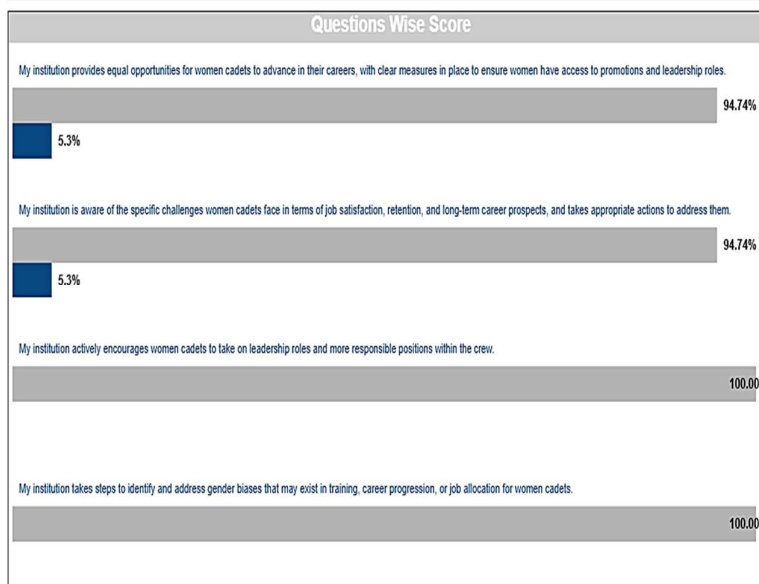 Questions Wise Score
My institution provides equal opportunities for women cadets to advance in their careers, with clear measures in place to ensure women have access to promotions and leadership roles.
94.74%
5.3%
My institution is aware of the specific challenges women cadets face in terms of job satisfaction, retention, and long-term career prospects, and takes appropriate actions to address them.
94.74%
5.3%
My institution actively encourages women cadets to take on leadership roles and more responsible positions within the crew.
100.00
My institution takes steps to identify and address gender biases that may exist in training, career progression, or job allocation for women cadets.
100.00